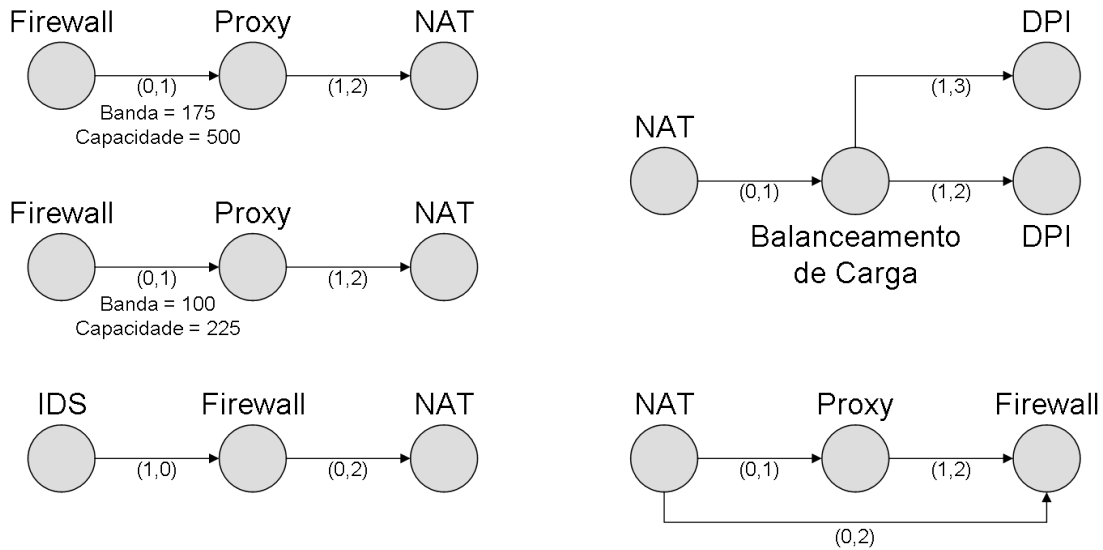 Firewall
Proxy
NAT
(0,1)
(1,2)
Banda = 175
Capacidade = 500
Firewall
Proxy
NAT
(0,1)
(1,2)
Banda = 100
Capacidade = 225
IDS
Firewall
NAT
(1,0)
(0,2)
DPI
(1,3)
NAT
(0,1)
(1,2)
Balanceamento
de Carga
DPI
NAT
Proxy
Firewall
(0,1)
(1,2)
(0,2)